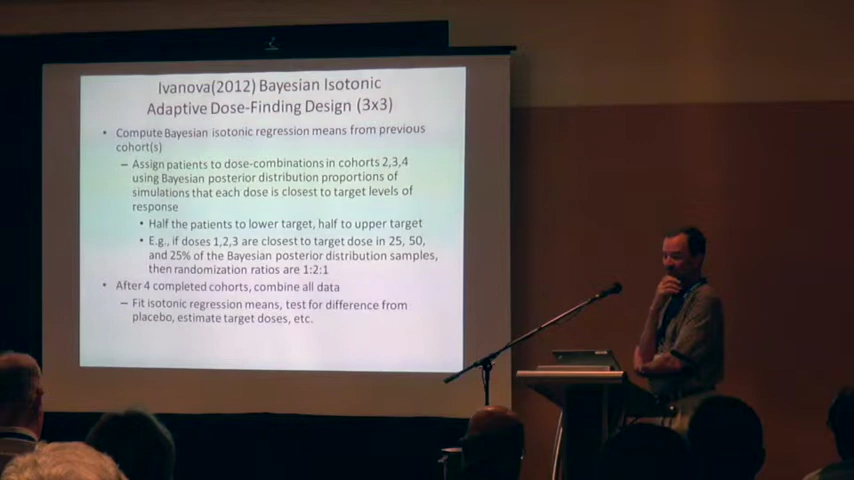 Ivanova(2012) Bayesian Isotonic
Adaptive Dose-Finding Design (3x3)
• Compute Bayesian isotonic regression means from previous
cohort(s)
– Assign patients to dose-combinations in cohorts 2,3,4
using Bayesian posterior distribution proportions of
simulations that each dose is closest to target levels of
response
• Half the patients to lower target, half to upper target
• E.g., if doses 1,2,3 are closest to target dose in 25, 50,
and 25% of the Bayesian posterior distribution samples,
then randomization ratios are 1:2:1
• After 4 completed cohorts, combine all data
– Fit isotonic regression means, test for difference from
placebo, estimate target doses, etc.